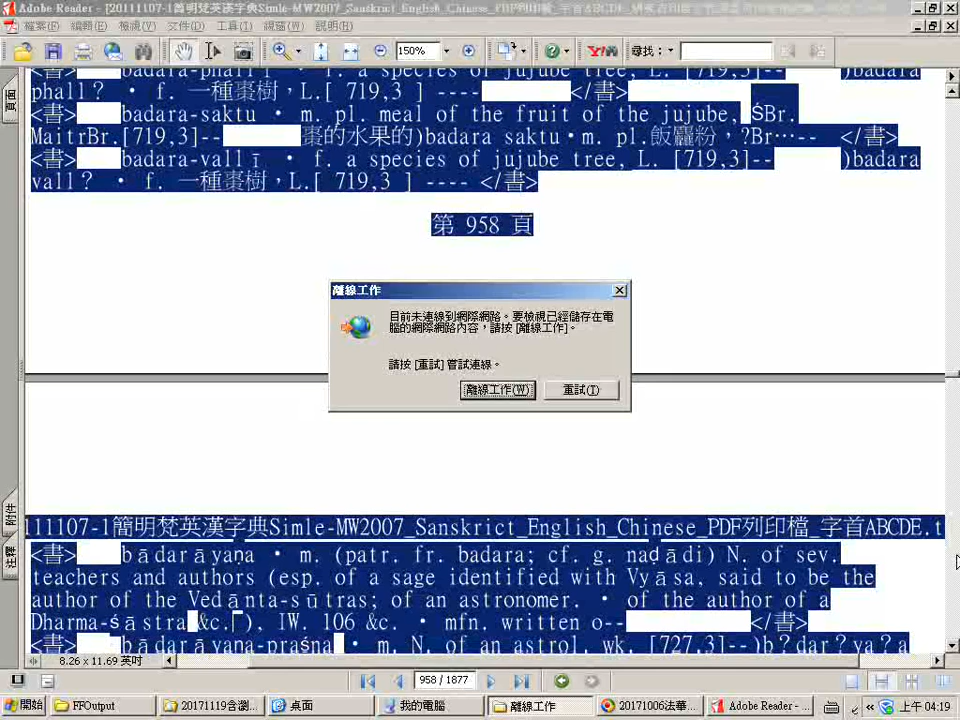 Adobe Reader - [20111107-1簡明梵英漢字典Simle-MW2007_Sanskrict_English_Chinese_PDF列印檔_字首ABCDE
檔案(F) 編輯(E) 檢視(V) 文件(D) 工具(T) 視窗(W) 說明(H)
150% 尋找：
頁面
<書> badara-phallī • f. a species of jujube tree, L. [719,3]-- )badara
phall？ • f. 一種棗樹，L.[ 719,3 ] ---- </書>
<書> badara-saktu • m. pl. meal of the fruit of the jujube, ŚBr.
MaitrBr.[719,3]-- 棗的水果的)badara saktu•m. pl.飯麤粉，?Br…-- </書>
<書> badara-vallī • f. a species of jujube tree, L. [719,3]-- )badara
vall？ • f. 一種棗樹，L.[ 719,3 ] ---- </書>
第 958 頁
離線工作
目前未連線到網際網路。要檢視已經儲存在電
腦的網際網路內容，請按 [離線工作]。
請按 [重試] 嘗試連線。
離線工作(W) 重試(T)
附件
註釋
111107-1簡明梵英漢字典Simle-MW2007_Sanskrict_English_Chinese_PDF列印檔_字首ABCDE.t
<書> bādarāyaṇa • m. (patr. fr. badara; cf. g. naḍādi) N. of sev.
teachers and authors (esp. of a sage identified with Vyāsa, said to be the
author of the Vedānta-sūtras; of an astronomer. • of the author of a
Dharma-śāstra &c.), IW. 106 &c. • mfn. written o-- </書>
<書> bādarāyaṇa-praśna • m. N. of an astrol. wk. [727,3]--)b？dar？ya？a
8.26 x 11.69 英吋
958 / 1877
開始 FFOutput 20171119含瀏... 桌面 我的電腦 離線工作 20171006法華... Adobe Reader -... 上午 04:19